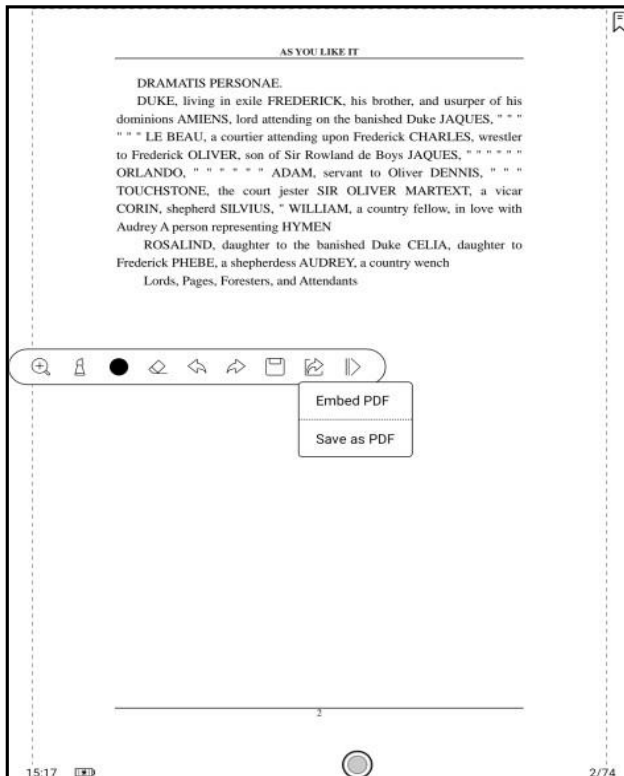 AS YOU LIKE IT
DRAMATIS PERSONAE.
DUKE, living in exile FREDERICK, his brother, and usurper of his
dominions AMIENS, lord attending on the banished Duke JAQUES, " " "
" " " LE BEAU, a courtier attending upon Frederick CHARLES, wrestler
to Frederick OLIVER, son of Sir Rowland de Boys JAQUES, " " " " " "
ORLANDO, " " " " " " ADAM, servant to Oliver DENNIS, " " "
TOUCHSTONE, the court jester SIR OLIVER MARTEXT, a vicar
CORIN, shepherd SILVIUS, " WILLIAM, a country fellow, in love with
Audrey A person representing HYMEN
ROSALIND, daughter to the banished Duke CELIA, daughter to
Frederick PHEBE, a shepherdess AUDREY, a country wench
Lords, Pages, Foresters, and Attendants
Embed PDF
Save as PDF
2
15:17
2/74